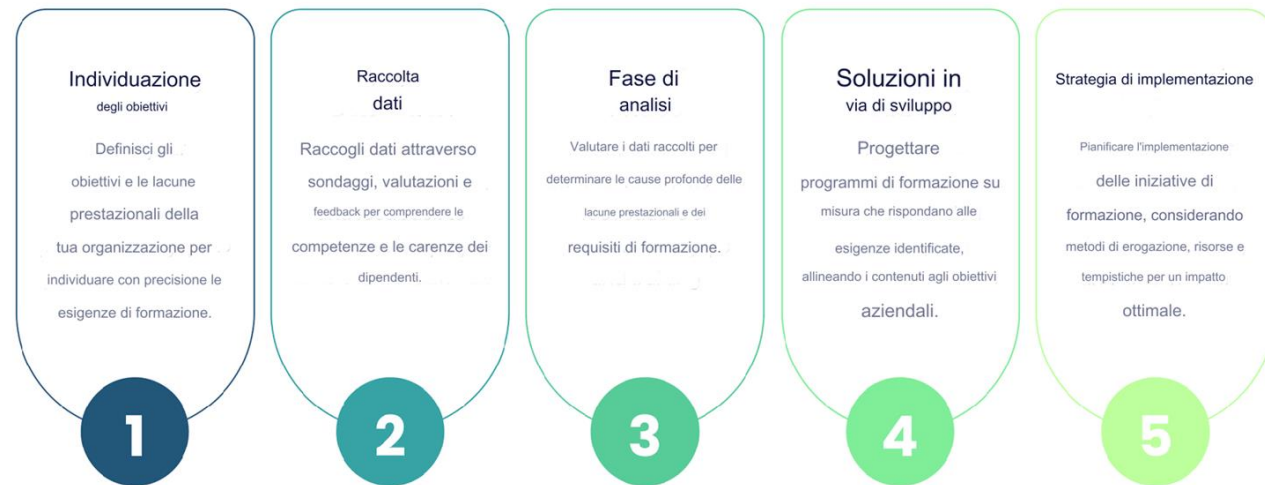 Individuazione
degli obiettivi
Definisci gli
obiettivi e le lacune
prestazionali della
tua organizzazione per
individuare con precisione le
esigenze di formazione.
1
Raccolta
dati
Raccogli dati attraverso
sondaggi, valutazioni e
feedback per comprendere le
competenze e le carenze dei
dipendenti.
2
Fase di
analisi
Valutare i dati raccolti per
determinare le cause profonde delle
lacune prestazionali e dei
requisiti di formazione.
3
Soluzioni in
via di sviluppo
Progettare
programmi di formazione su
misura che rispondano alle
esigenze identificate,
allineando i contenuti agli obiettivi
aziendali.
4
Strategia di implementazione
Pianificare l'implementazione
delle iniziative di
formazione, considerando
metodi di erogazione, risorse e
tempistiche per un impatto
ottimale.
5